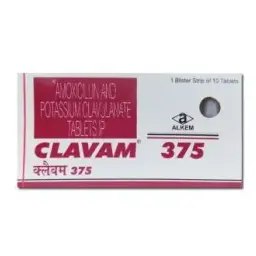 AMOXICILLIN AND
POTASSIUM CLAVULANATE
TABLETS IP
1 Blister Strip of 10 Tablets
a
ALKEM
CLAVAM® 375
क्लैवम 375